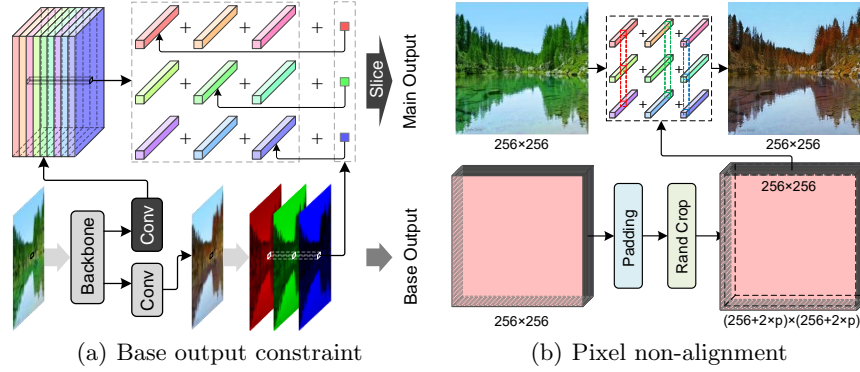 + + +
+ + +
+ + +
Slice
Main Output
Backbone
Conv
Conv
Base Output
(a) Base output constraint
+ +
+ +
+ +
256×256
256×256
256×256
Padding
Rand Crop
256×256
(256+2×p)×(256+2×p)
(b) Pixel non-alignment